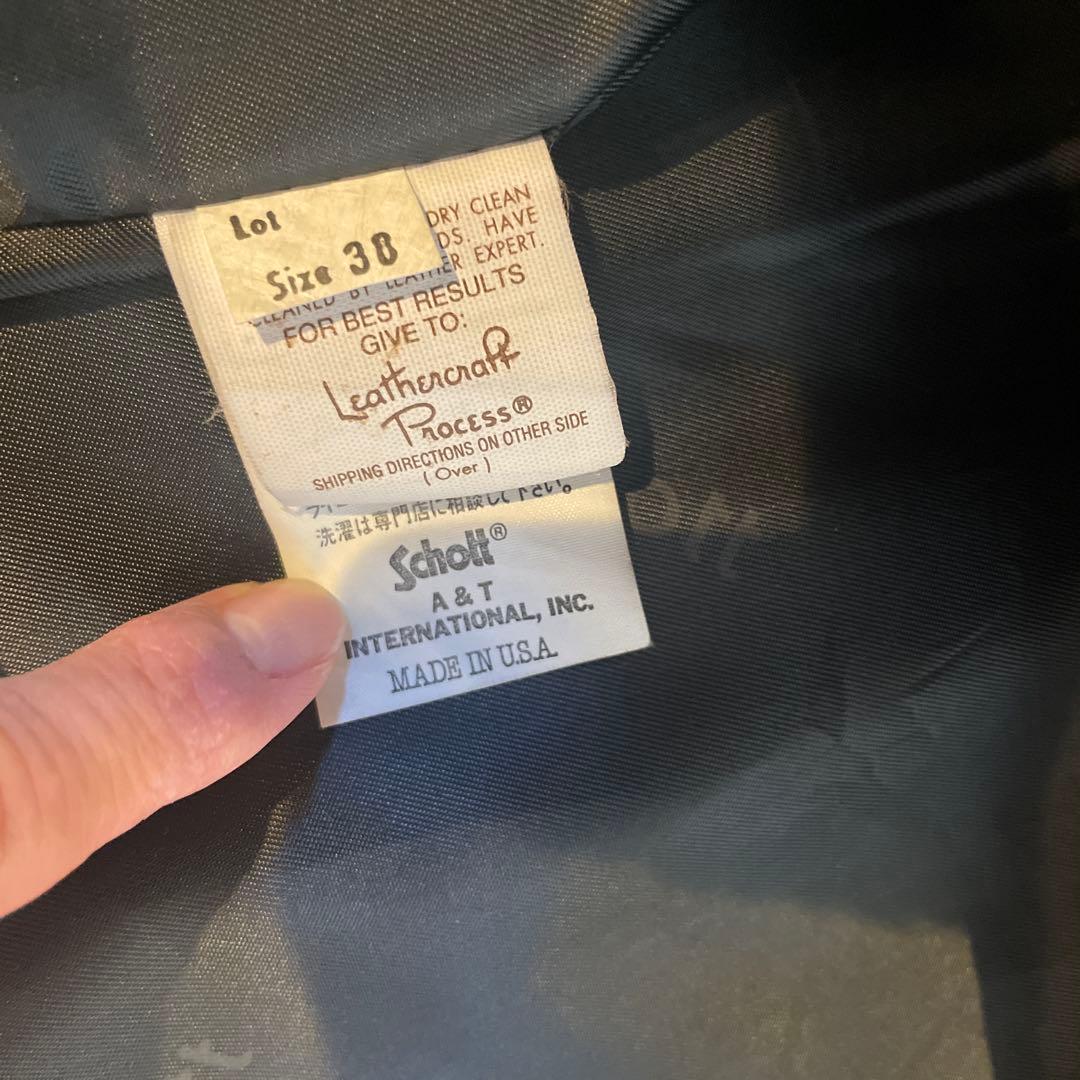 Lot
Size 38
DRY CLEAN
DS. HAVE
ER EXPERT.
CLEANED BY LEATHER
FOR BEST RESULTS
GIVE TO:
Leathercraft
Process®
SHIPPING DIRECTIONS ON OTHER SIDE
(Over)
洗濯は専門店に相談して下さい。
Schott®
A & T
INTERNATIONAL, INC.
MADE IN U.S.A.